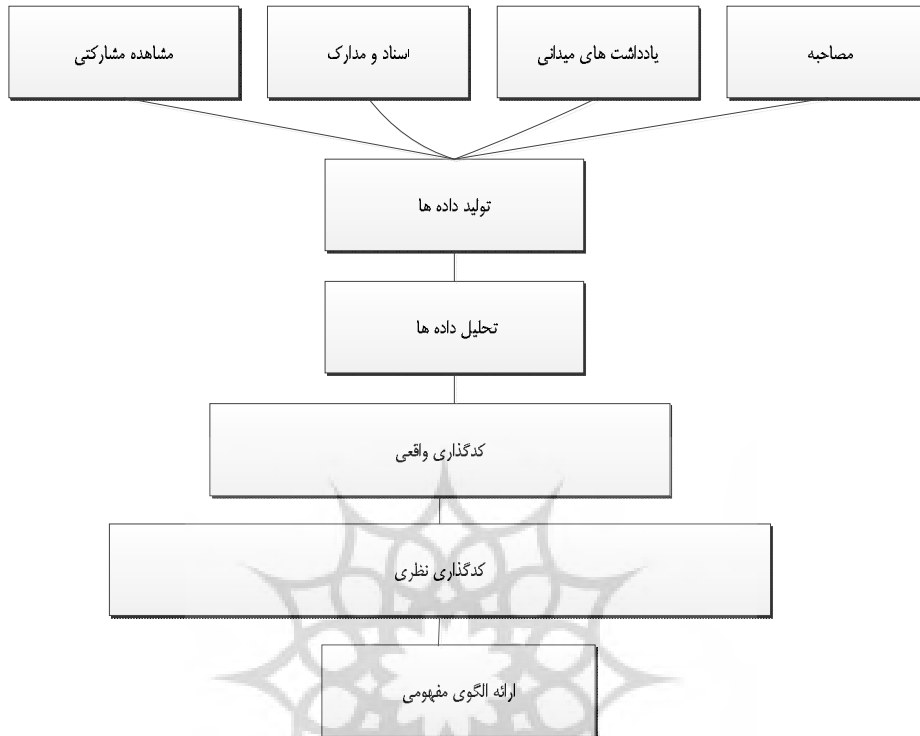 مصاحبه
یادداشت های میدانی
اسناد و مدارک
مشاهده مشارکتی
تولید داده ها
تحلیل داده ها
کدگذاری واقعی
کدگذاری نظری
ارائه الگوی مفهومی